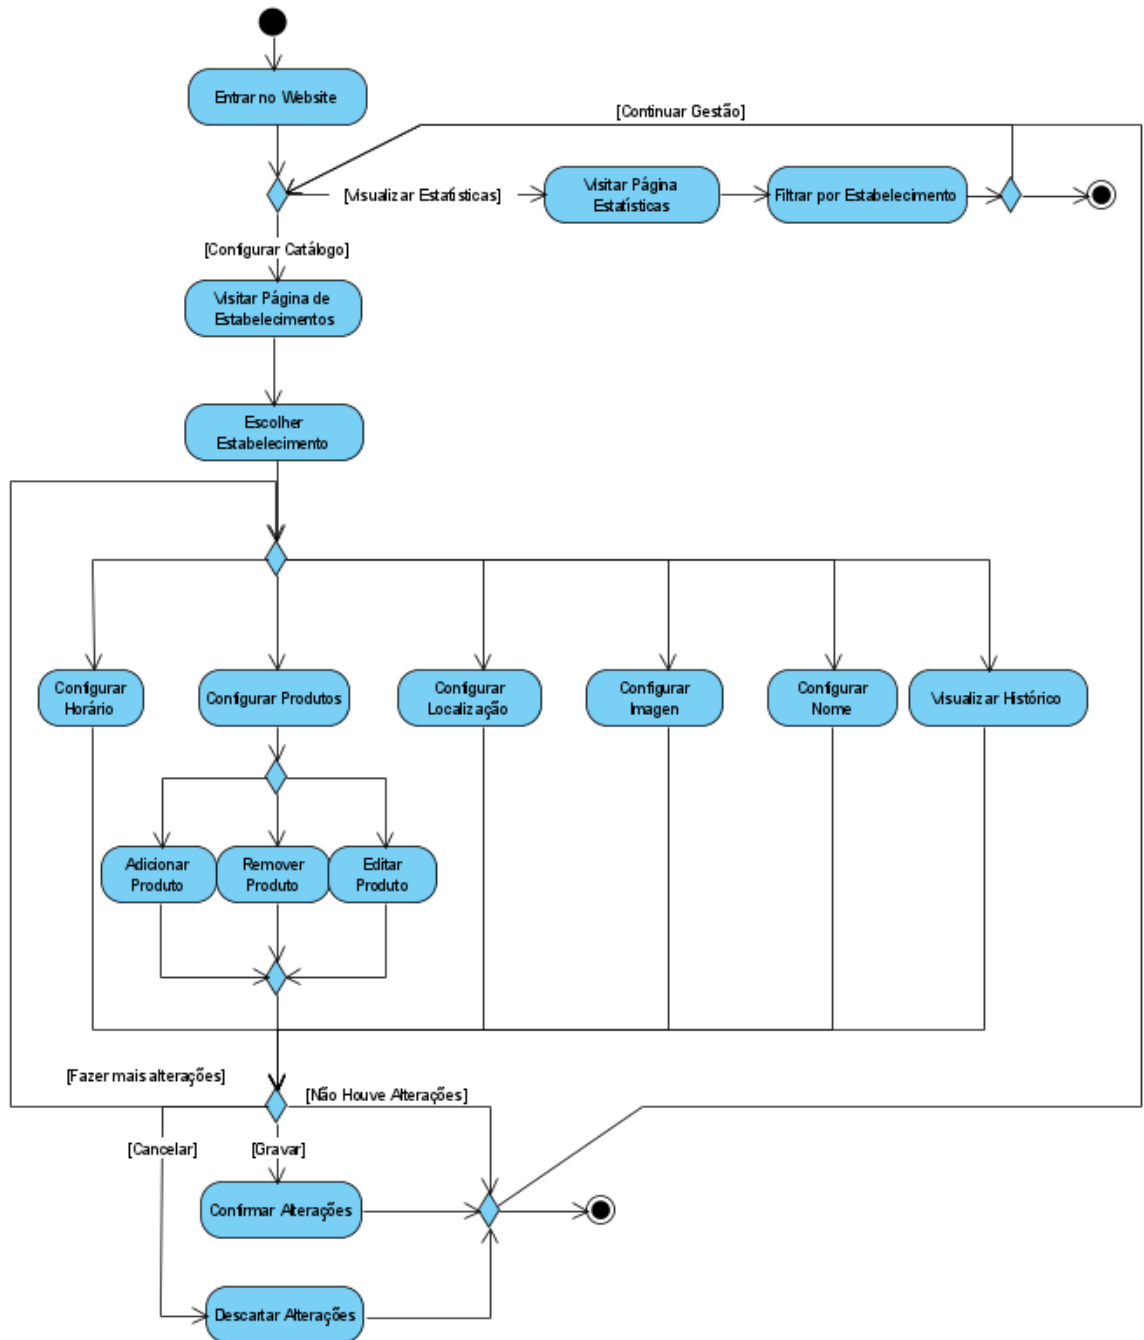 Entrar no Website
[Continuar Gestão]
[Visualizar Estatísticas]
Visitar Página
Estatísticas
Filtrar por Estabelecimento
[Configurar Catálogo]
Visitar Página de
Estabelecimentos
Escolher
Estabelecimento
Configurar
Horário
Configurar Produtos
Configurar
Localização
Configurar
Imagen
Configurar
Nome
Visualizar Histórico
Adicionar
Produto
Remover
Produto
Editar
Produto
[Fazer mais alterações]
[Não Houve Alterações]
[Cancelar]
[Gravar]
Confirmar Alterações
Descartar Alterações